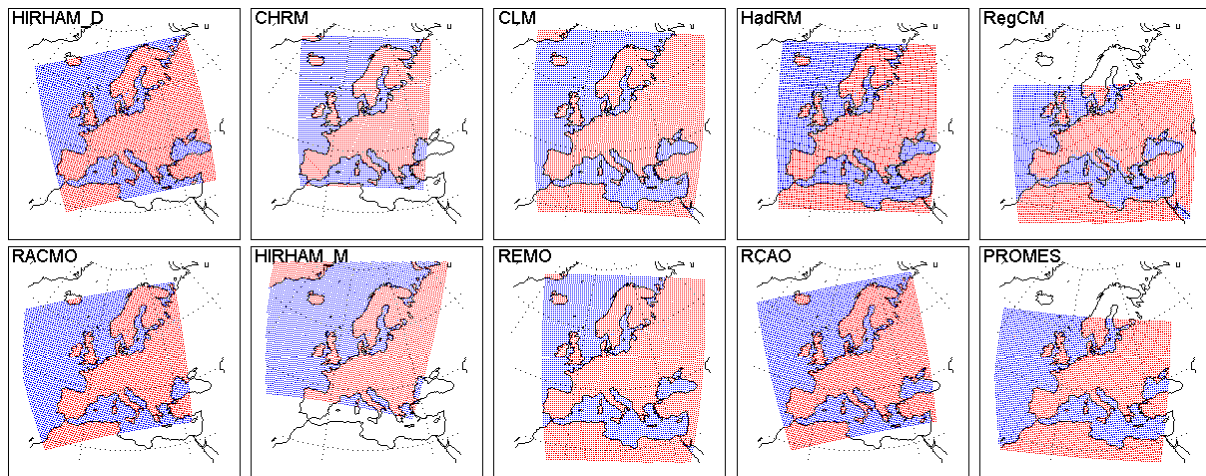 HIRHAM_D
CHRM
CLM
HadRM
RegCM
RACMO
HIRHAM_M
REMO
RCAO
PROMES